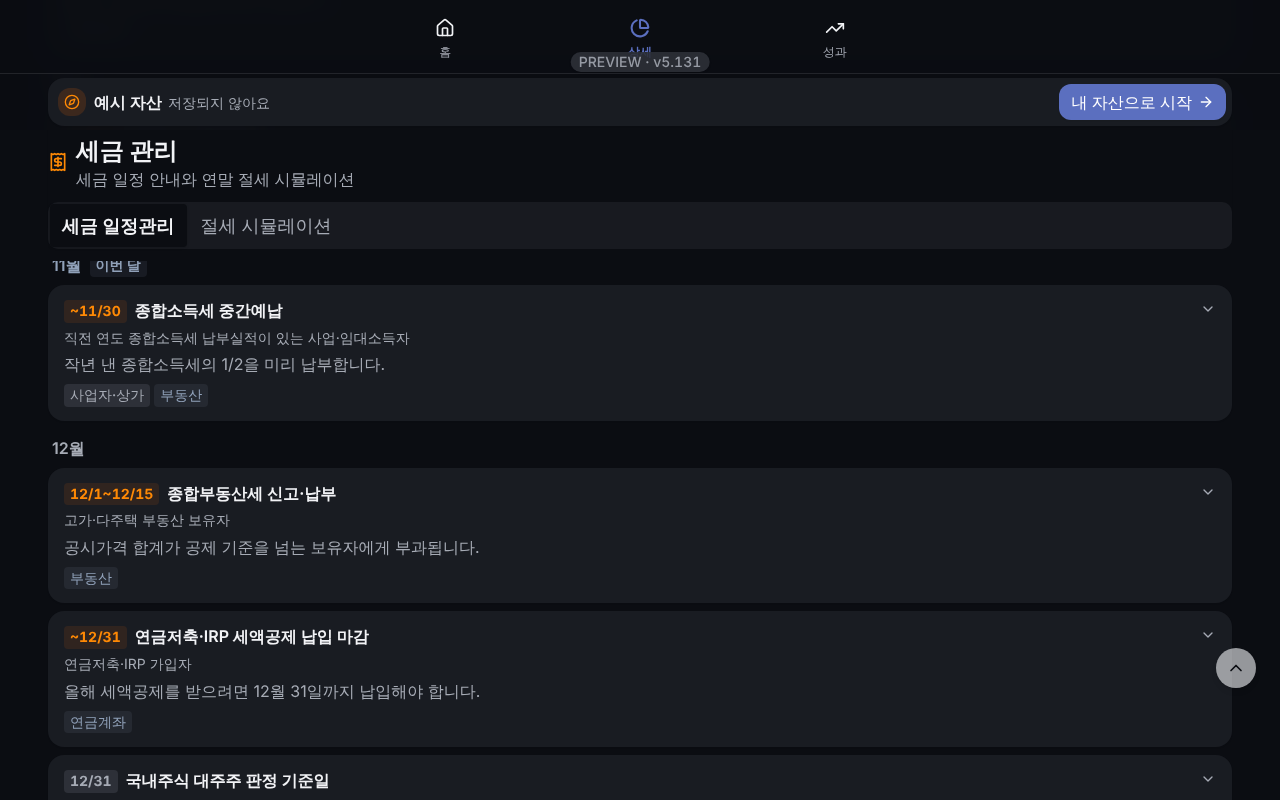 홈
상세
성과
PREVIEW · v5.131
예시 자산 저장되지 않아요
내 자산으로 시작
세금 관리
세금 일정 안내와 연말 절세 시뮬레이션
세금 일정관리
절세 시뮬레이션
11월 이번 달
~11/30 종합소득세 중간예납
직전 연도 종합소득세 납부실적이 있는 사업·임대소득자
작년 낸 종합소득세의 1/2을 미리 납부합니다.
사업자·상가 부동산
12월
12/1~12/15 종합부동산세 신고·납부
고가·다주택 부동산 보유자
공시가격 합계가 공제 기준을 넘는 보유자에게 부과됩니다.
부동산
~12/31 연금저축·IRP 세액공제 납입 마감
연금저축·IRP 가입자
올해 세액공제를 받으려면 12월 31일까지 납입해야 합니다.
연금계좌
12/31 국내주식 대주주 판정 기준일